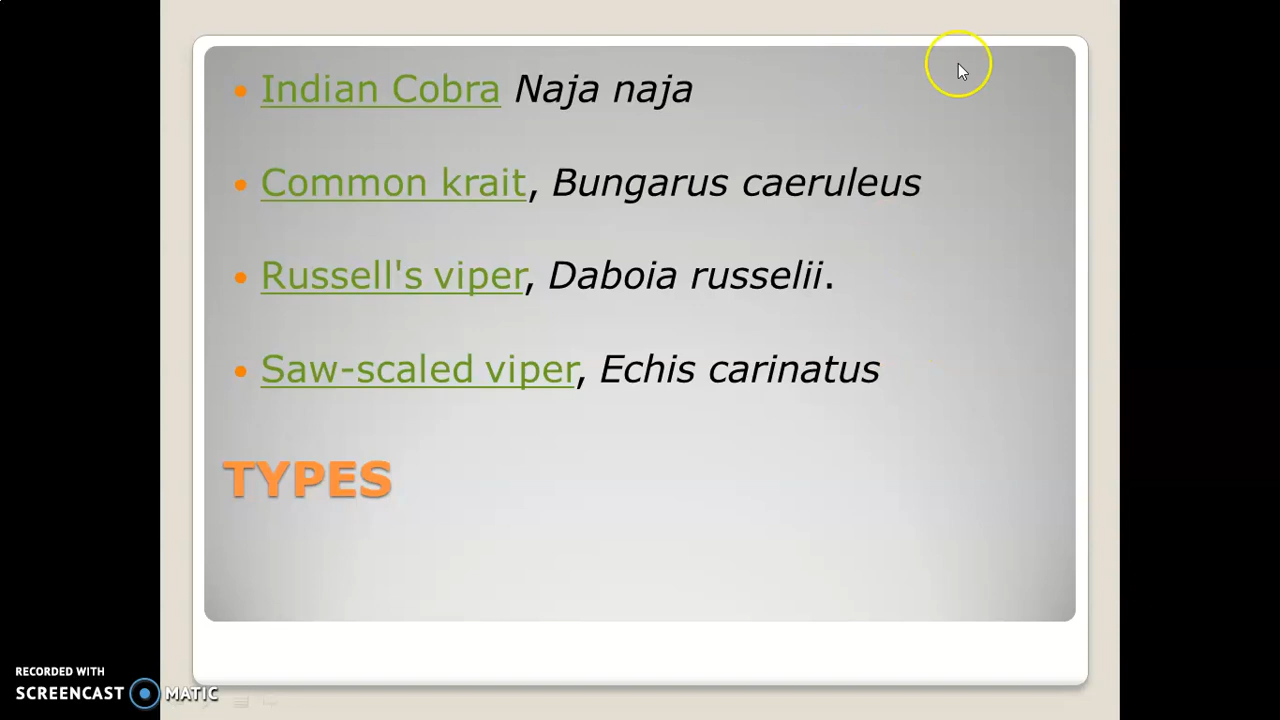 Indian Cobra Naja naja
Common krait, Bungarus caeruleus
Russell's viper, Daboia russelii.
Saw-scaled viper, Echis carinatus
TYPES
RECORDED WITH
SCREENCAST MATIC